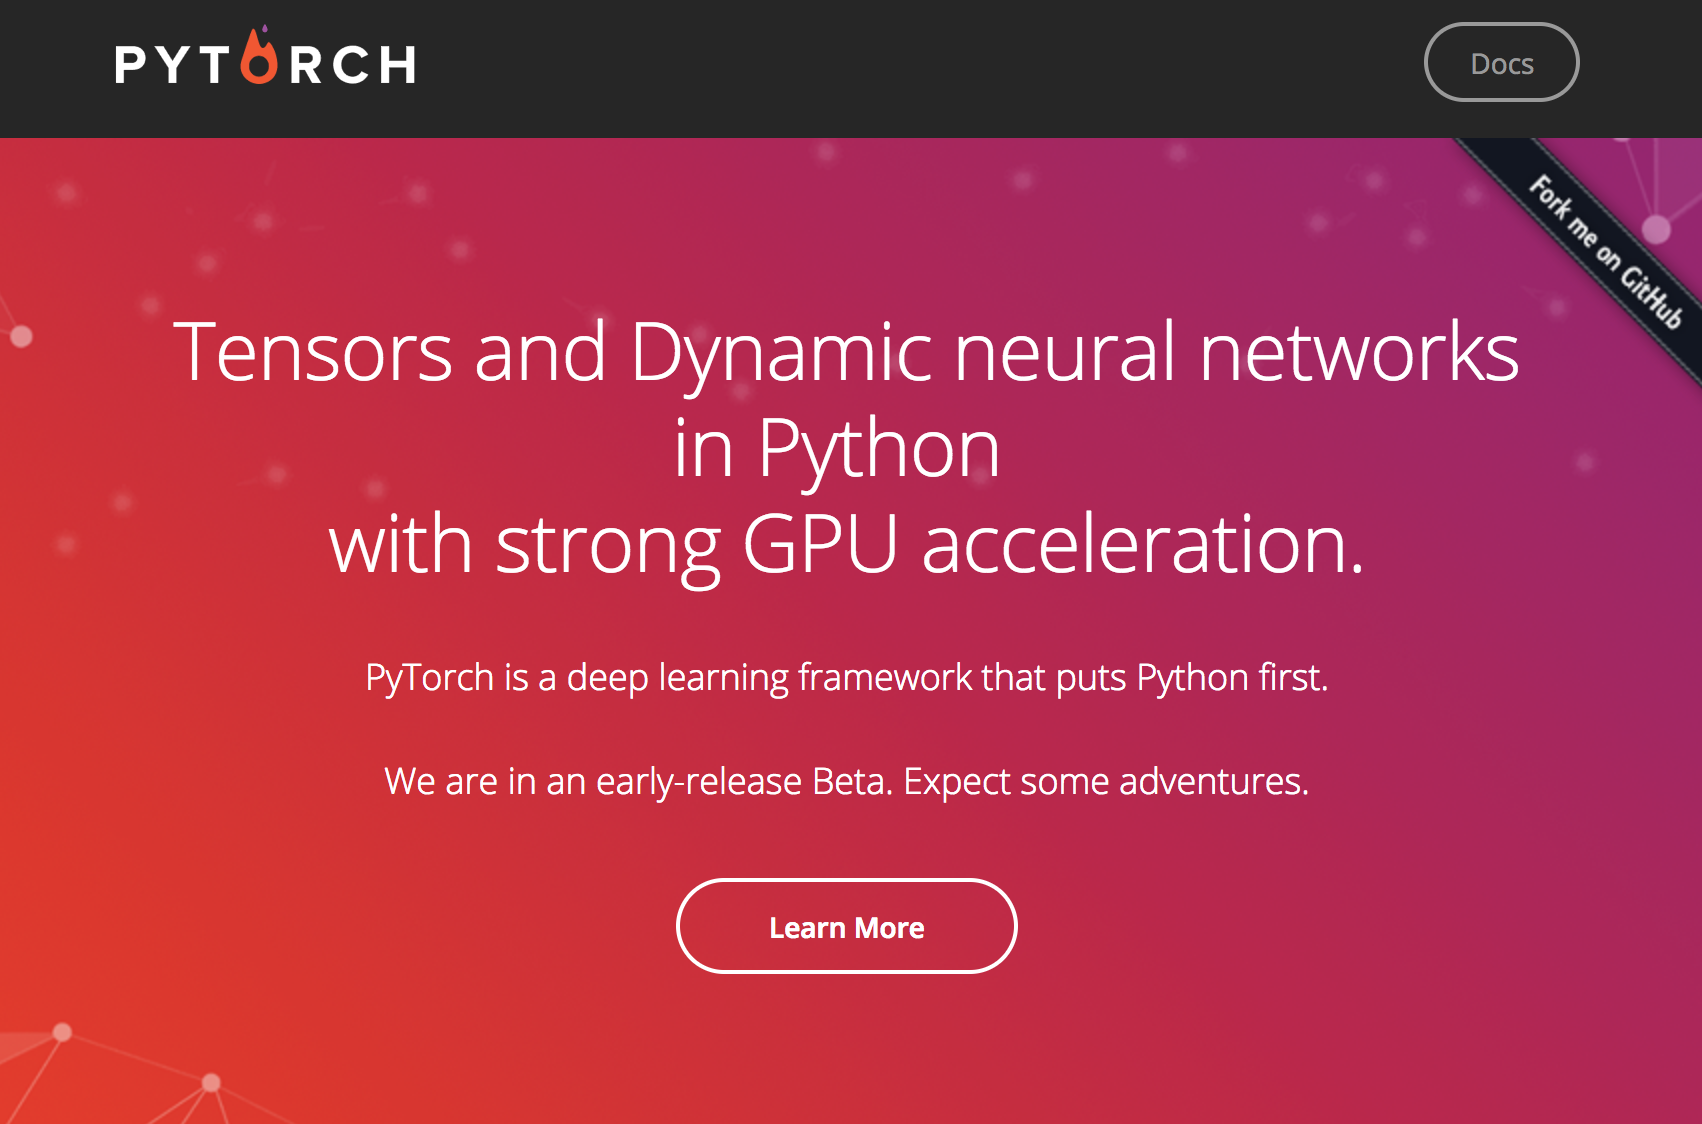 PYTORCH
Docs
Fork me on GitHub
Tensors and Dynamic neural networks
in Python
with strong GPU acceleration.
PyTorch is a deep learning framework that puts Python first.
We are in an early-release Beta. Expect some adventures.
Learn More